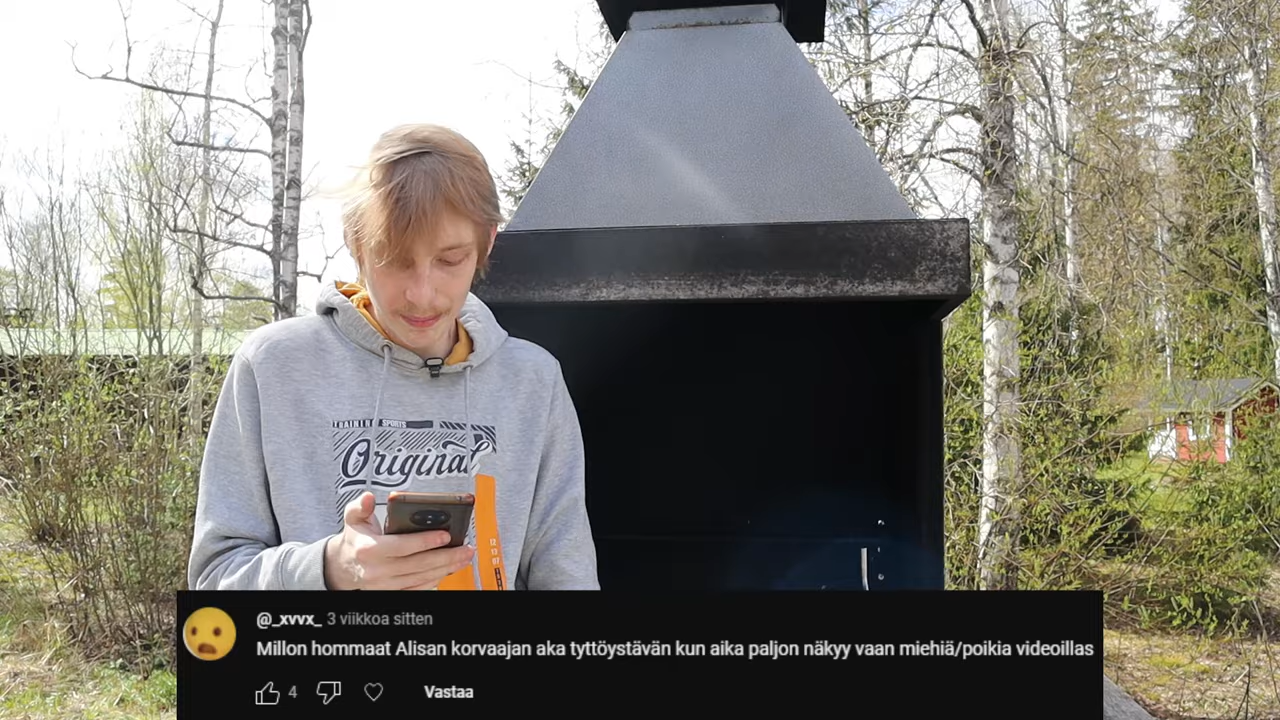 TRAINING SPORTS
Original
@_xvvx_ 3 viikkoa sitten
Millon hommaat Alisan korvaajan aka tyttöystävän kun aika paljon näkyy vaan miehiä/poikia videoillas
4
Vastaa